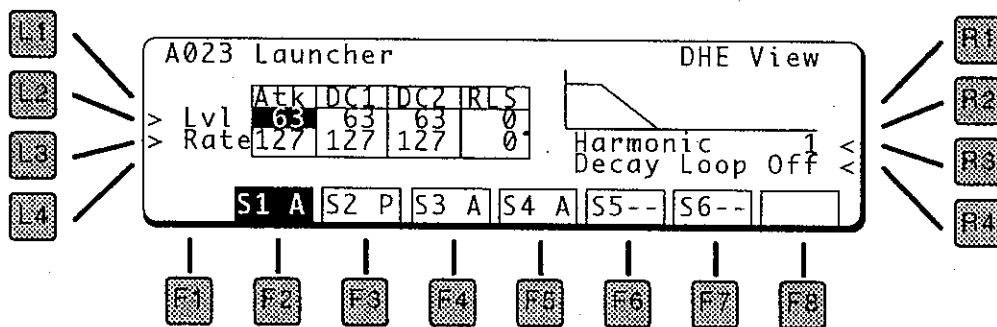 L1
L2
L3
L4
A023 Launcher DHE View
Atk DC1 DC2 RLS
> Lvl 63 63 63 0
> Rate 127 127 127 0
Harmonic 1 <
Decay Loop Off <
S1 A S2 P S3 A S4 A S5-- S6--
R1
R2
R3
R4
F1 F2 F3 F4 F5 F6 F7 F8